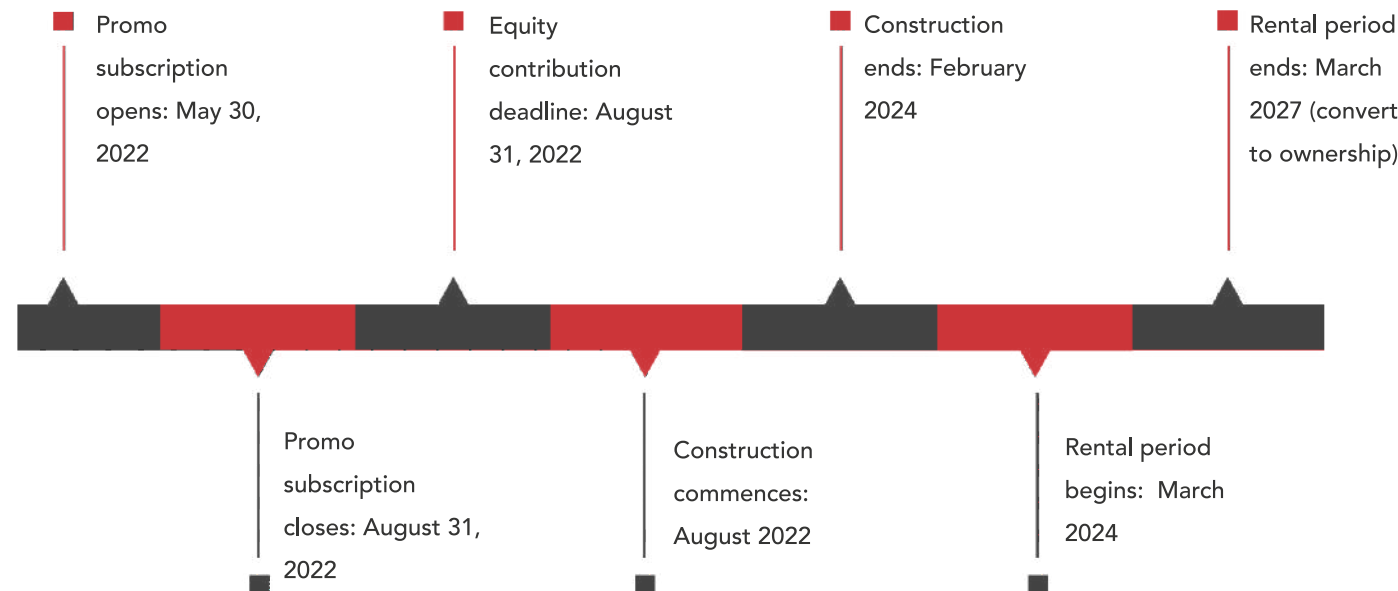 Promo
subscription
opens: May 30,
2022
Equity
contribution
deadline: August
31, 2022
Construction
ends: February
2024
Rental period
ends: March
2027 (convert
to ownership)
Promo
subscription
closes: August 31,
2022
Construction
commences:
August 2022
Rental period
begins:  March
2024